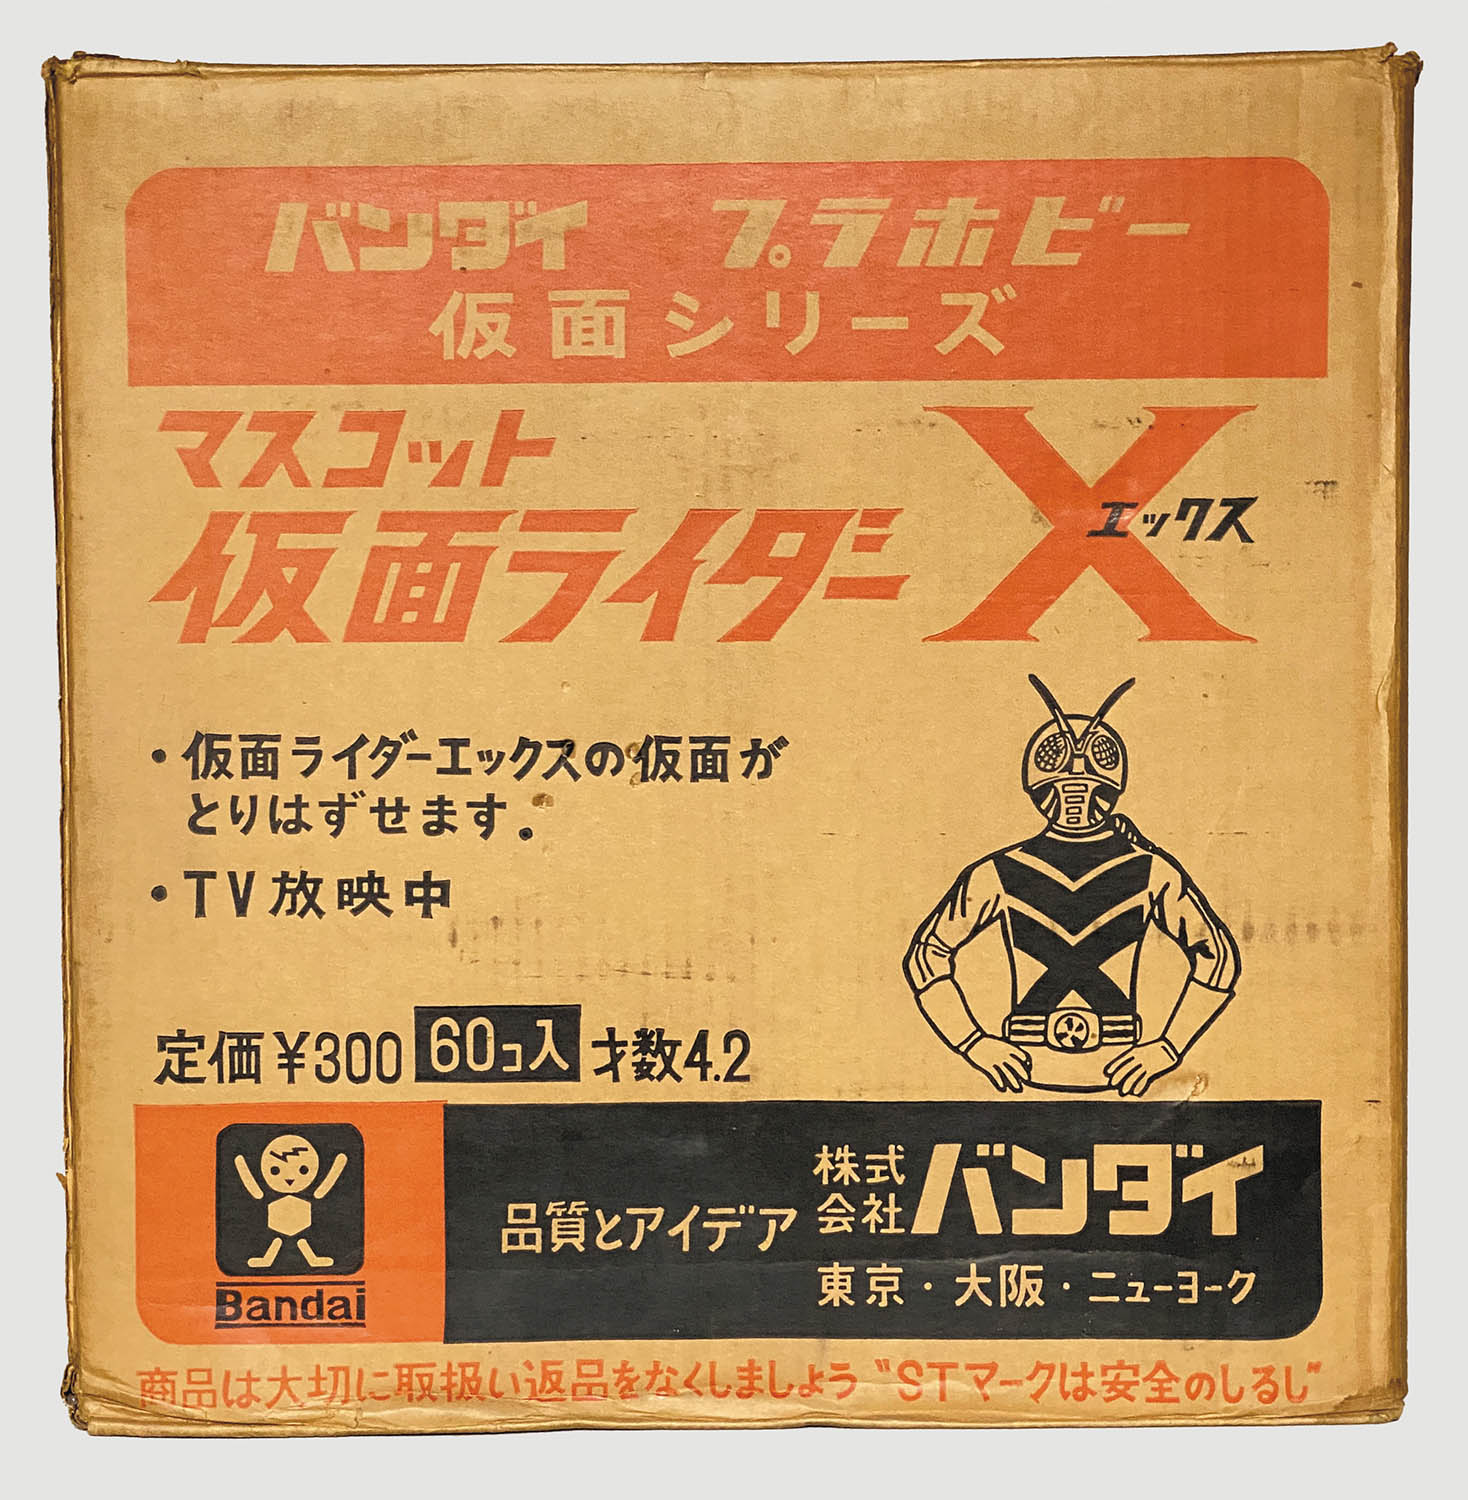 バンダイ プラホビー
仮面シリーズ
マスコット
仮面ライダーX
エックス
・仮面ライダーエックスの仮面が
とりはずせます。
・TV放映中
定価¥300 60コ入 才数4.2
Bandai
品質とアイデア 株式会社 バンダイ
東京・大阪・ニューヨーク
商品は大切に取扱い返品をなくしましょう “STマークは安全のしるし”